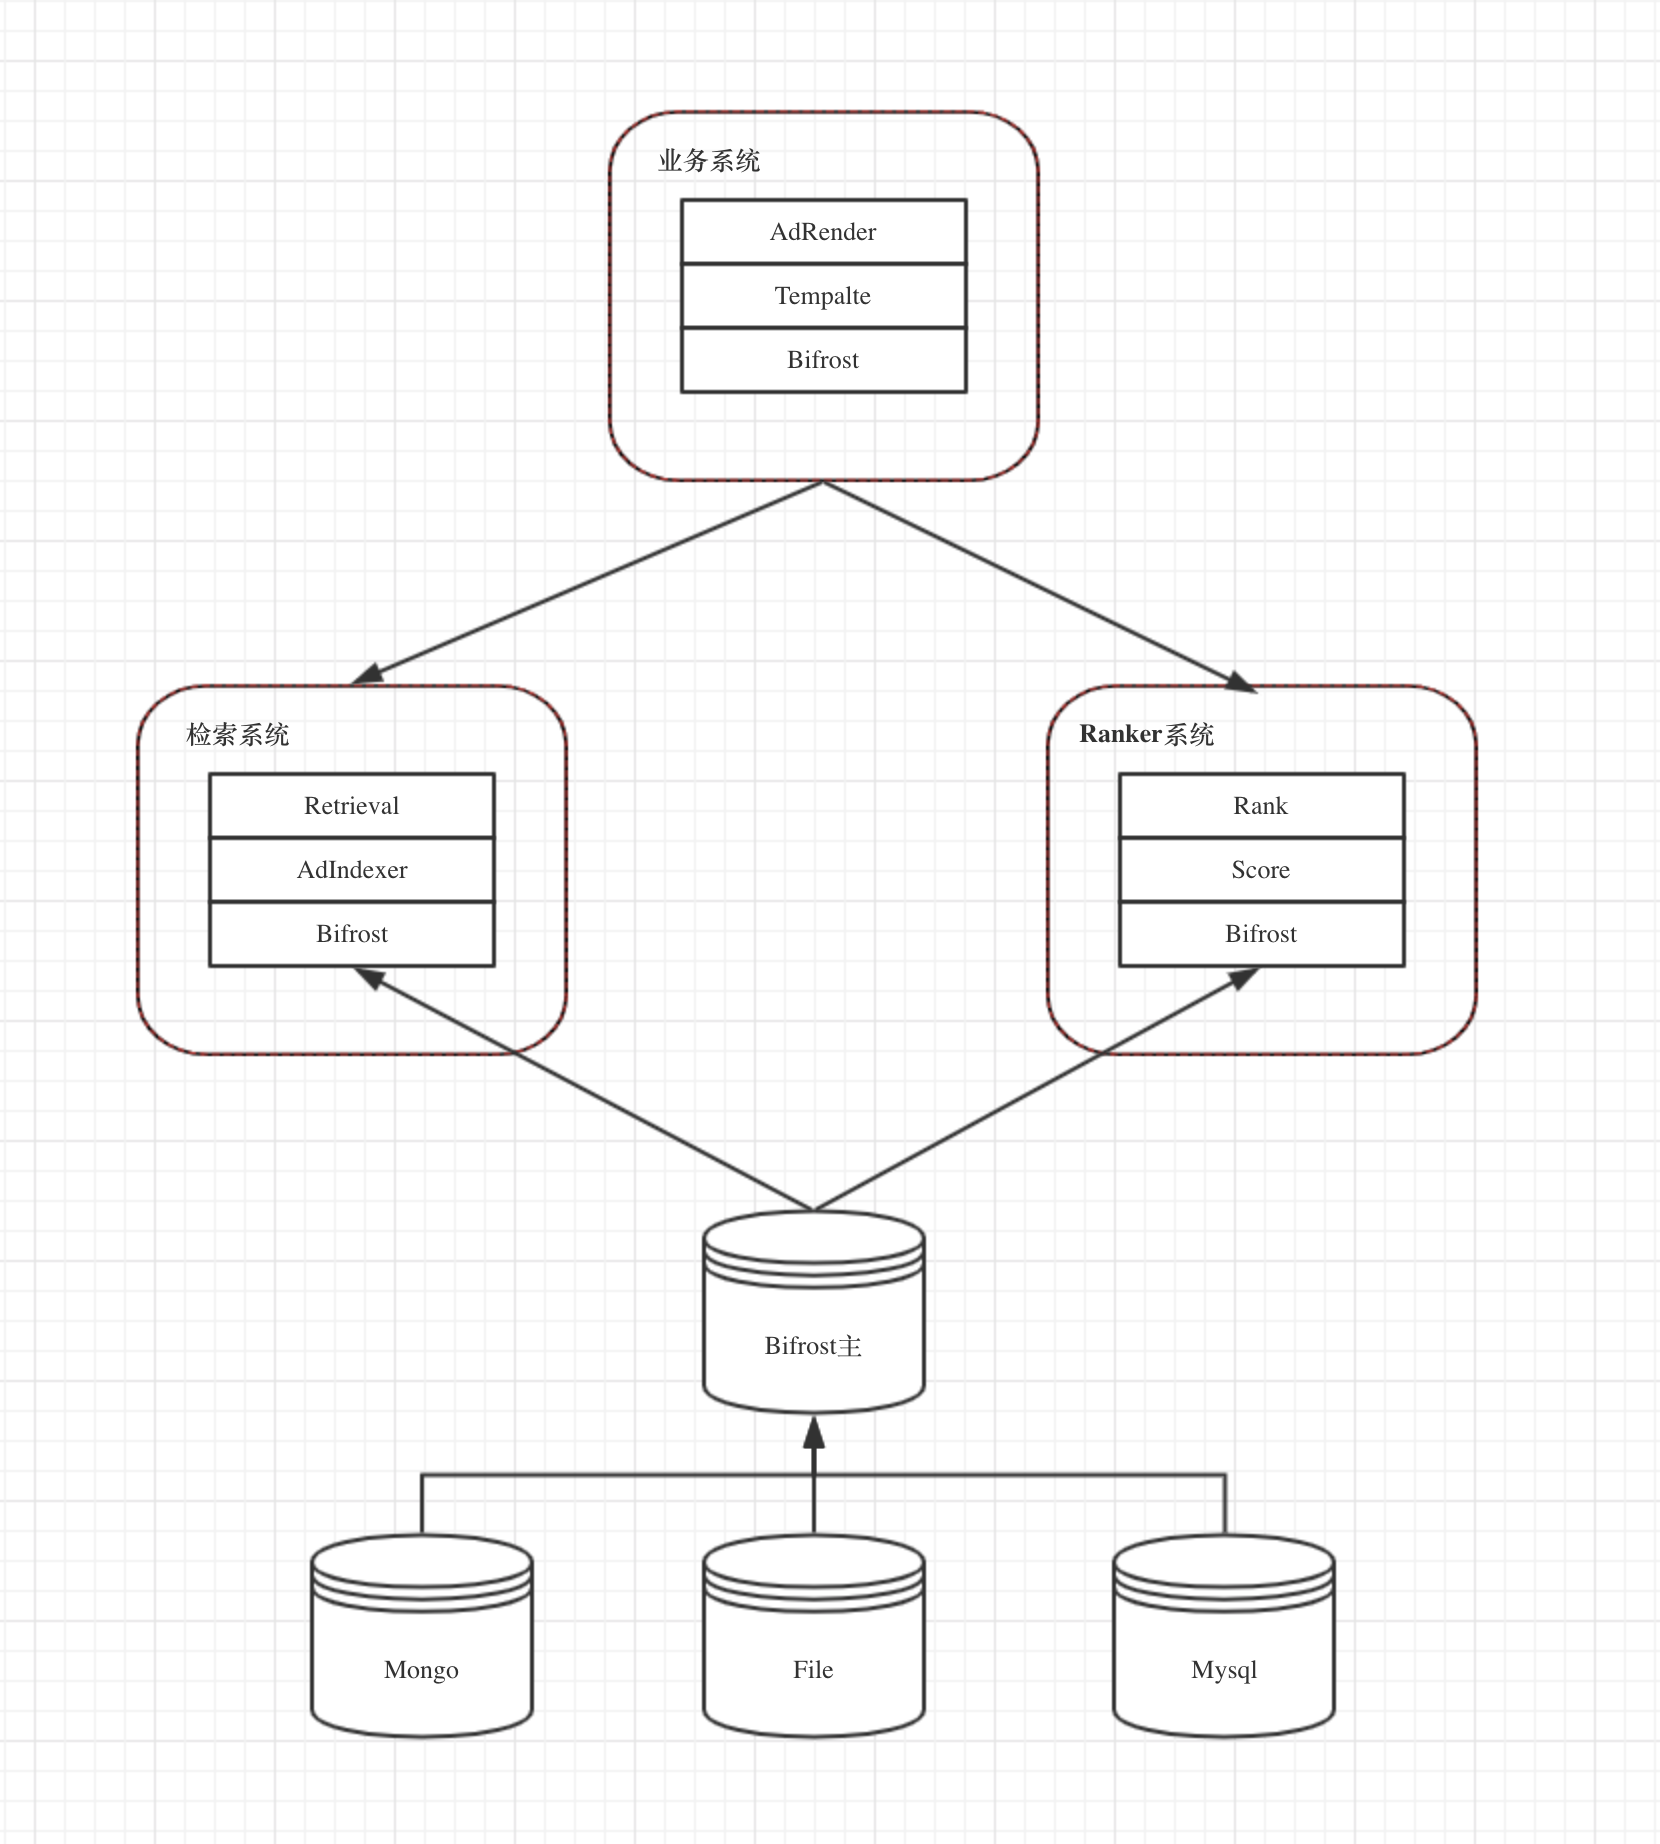 业务系统
AdRender
Tempalte
Bifrost
检索系统
Retrieval
AdIndexer
Bifrost
Ranker系统
Rank
Score
Bifrost
Bifrost主
Mongo
File
Mysql